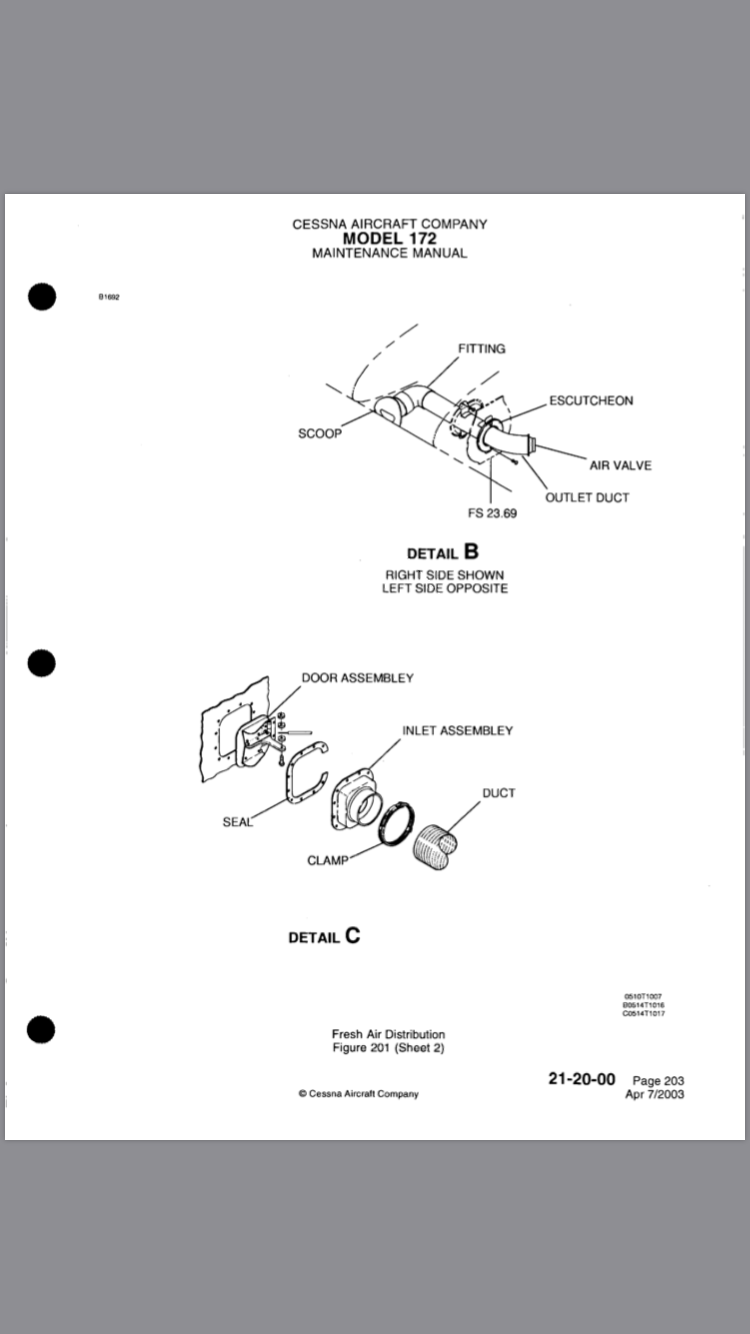 CESSNA AIRCRAFT COMPANY
MODEL 172
MAINTENANCE MANUAL
B1692
FITTING
ESCUTCHEON
SCOOP
AIR VALVE
OUTLET DUCT
FS 23.69
DETAIL B
RIGHT SIDE SHOWN
LEFT SIDE OPPOSITE
DOOR ASSEMBLEY
INLET ASSEMBLEY
DUCT
SEAL
CLAMP
DETAIL C
0510T1007
B0514T1016
C0514T1017
Fresh Air Distribution
Figure 201 (Sheet 2)
21-20-00 Page 203
© Cessna Aircraft Company Apr 7/2003